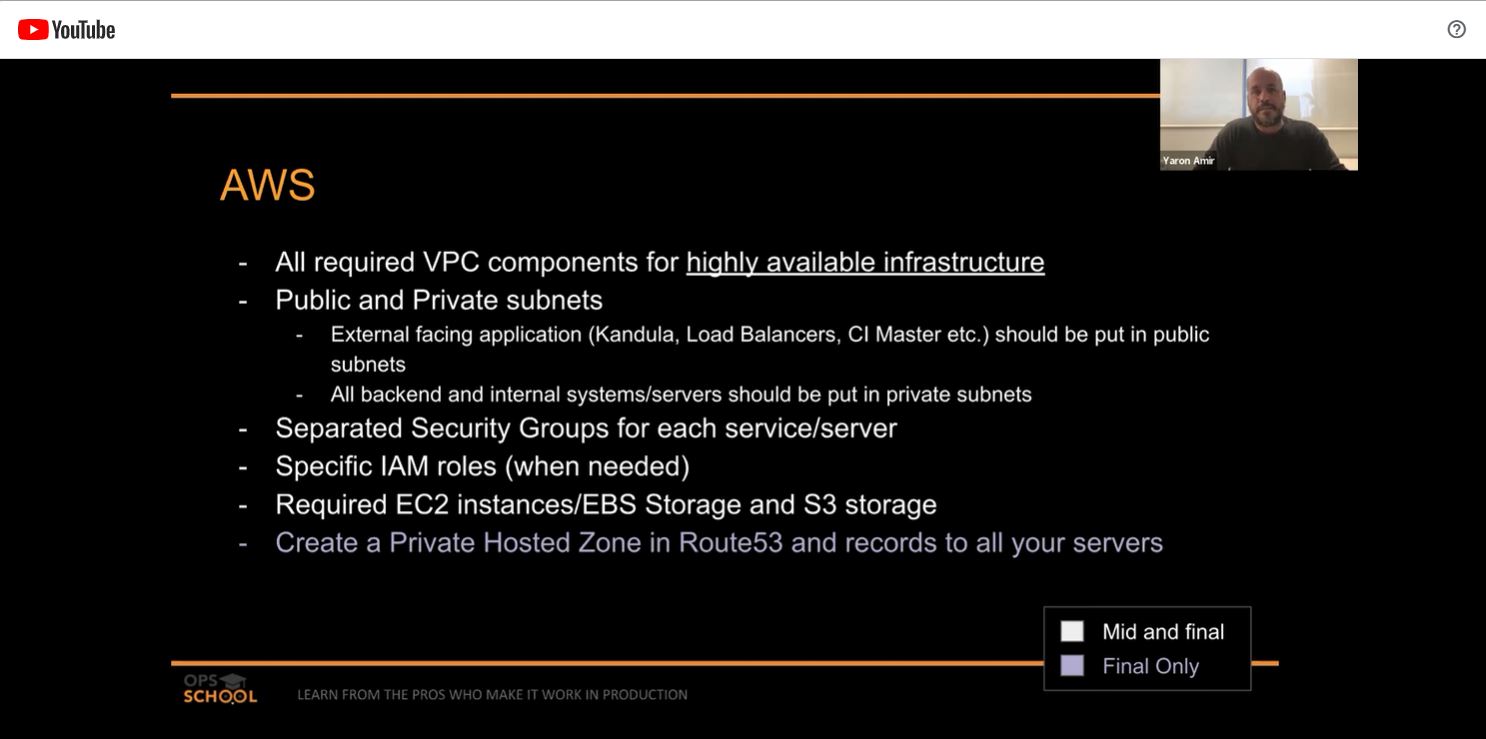 YouTube
Yaron Amir
AWS
- All required VPC components for highly available infrastructure
- Public and Private subnets
- External facing application (Kandula, Load Balancers, CI Master etc.) should be put in public
subnets
- All backend and internal systems/servers should be put in private subnets
- Separated Security Groups for each service/server
- Specific IAM roles (when needed)
- Required EC2 instances/EBS Storage and S3 storage
- Create a Private Hosted Zone in Route53 and records to all your servers
Mid and final
Final Only
OPS
SCHOOL
LEARN FROM THE PROS WHO MAKE IT WORK IN PRODUCTION